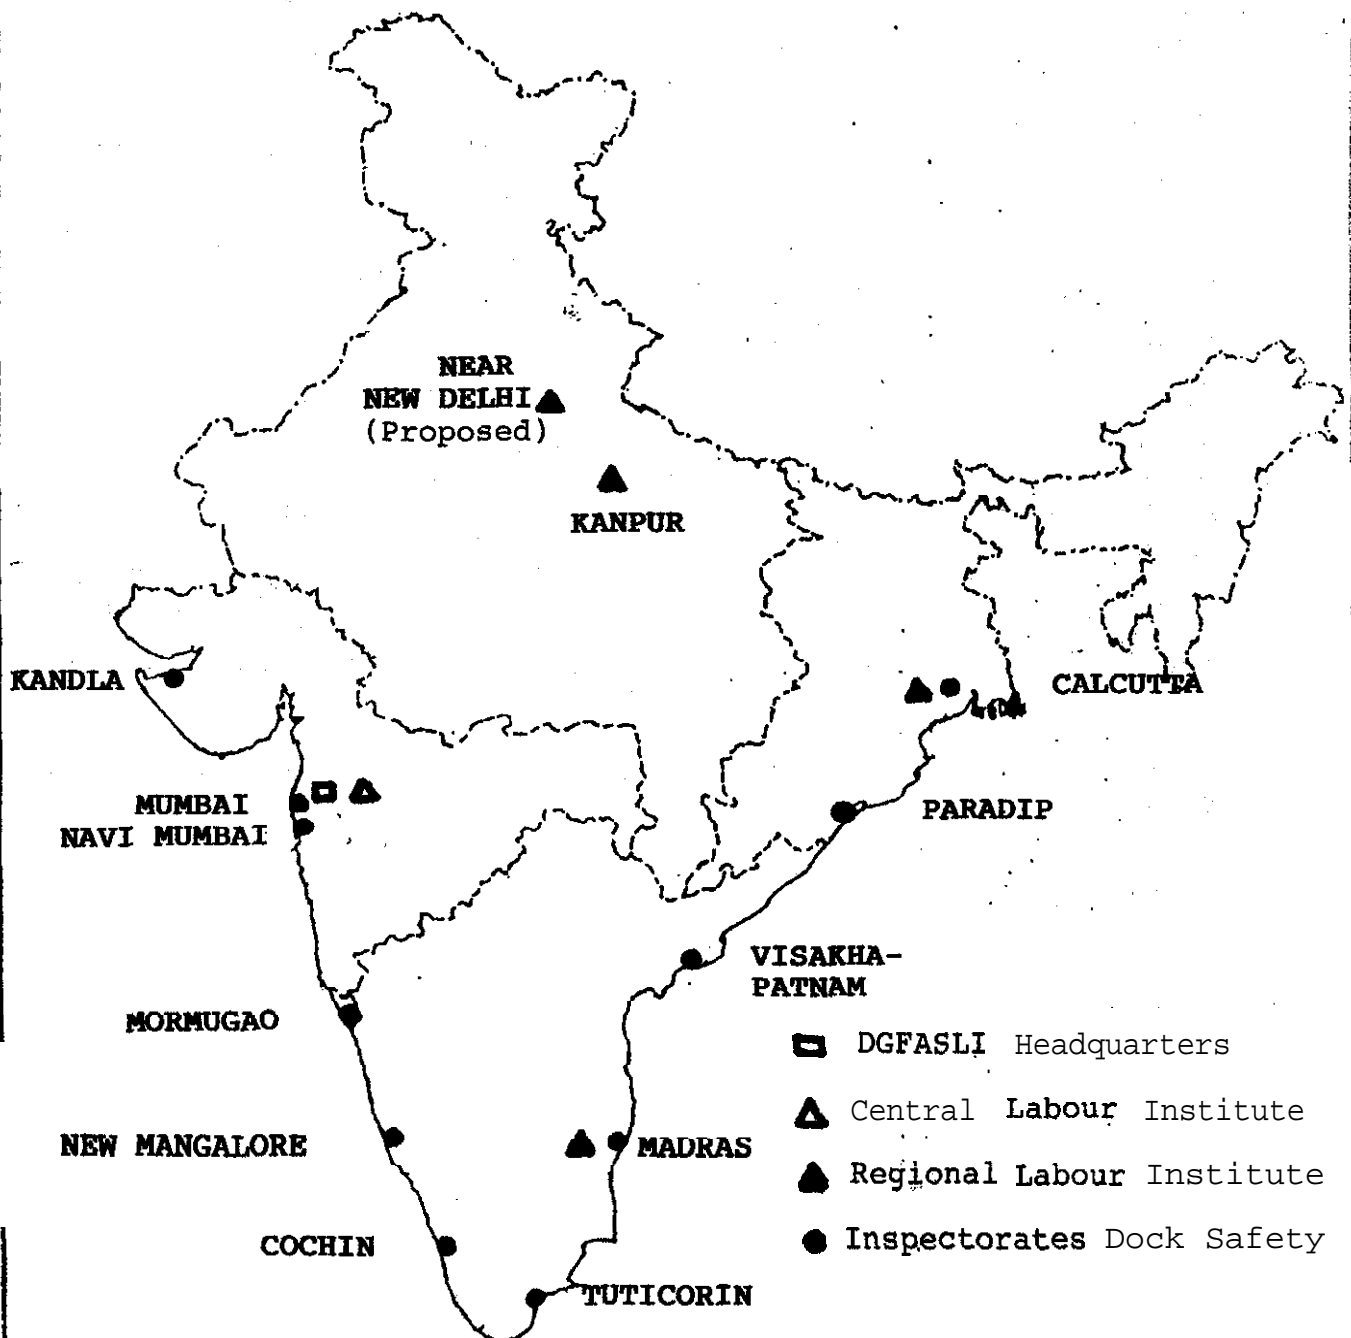 NEAR
NEW DELHI
(Proposed)
KANPUR
KANDLA
CALCUTTA
MUMBAI
NAVI MUMBAI
PARADIP
VISAKHA-
PATNAM
MORMUGAO
DGFASLI Headquarters
Central Labour Institute
NEW MANGALORE
MADRAS
Regional Labour Institute
COCHIN
Inspectorates Dock Safety
TUTICORIN